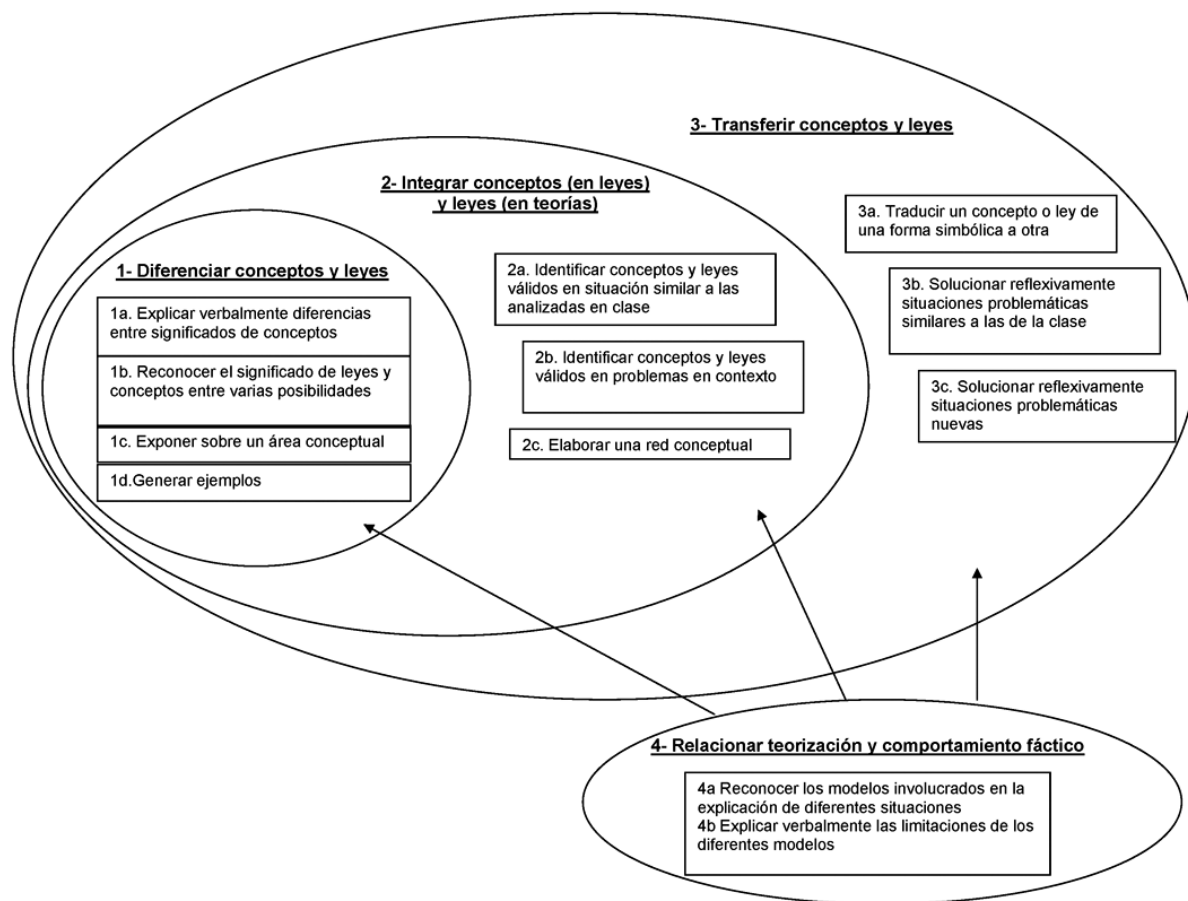 3- Transferir conceptos y leyes
2- Integrar conceptos (en leyes)
y leyes (en teorías)
1- Diferenciar conceptos y leyes
1a. Explicar verbalmente diferencias
entre significados de conceptos
1b. Reconocer el significado de leyes y
conceptos entre varias posibilidades
1c. Exponer sobre un área conceptual
1d.Generar ejemplos
2a. Identificar conceptos y leyes
válidos en situación similar a las
analizadas en clase
2b. Identificar conceptos y leyes
válidos en problemas en contexto
2c. Elaborar una red conceptual
3a. Traducir un concepto o ley de
una forma simbólica a otra
3b. Solucionar reflexivamente
situaciones problemáticas
similares a las de la clase
3c. Solucionar reflexivamente
situaciones problemáticas
nuevas
4- Relacionar teorización y comportamiento fáctico
4a Reconocer los modelos involucrados en la
explicación de diferentes situaciones
4b Explicar verbalmente las limitaciones de los
diferentes modelos